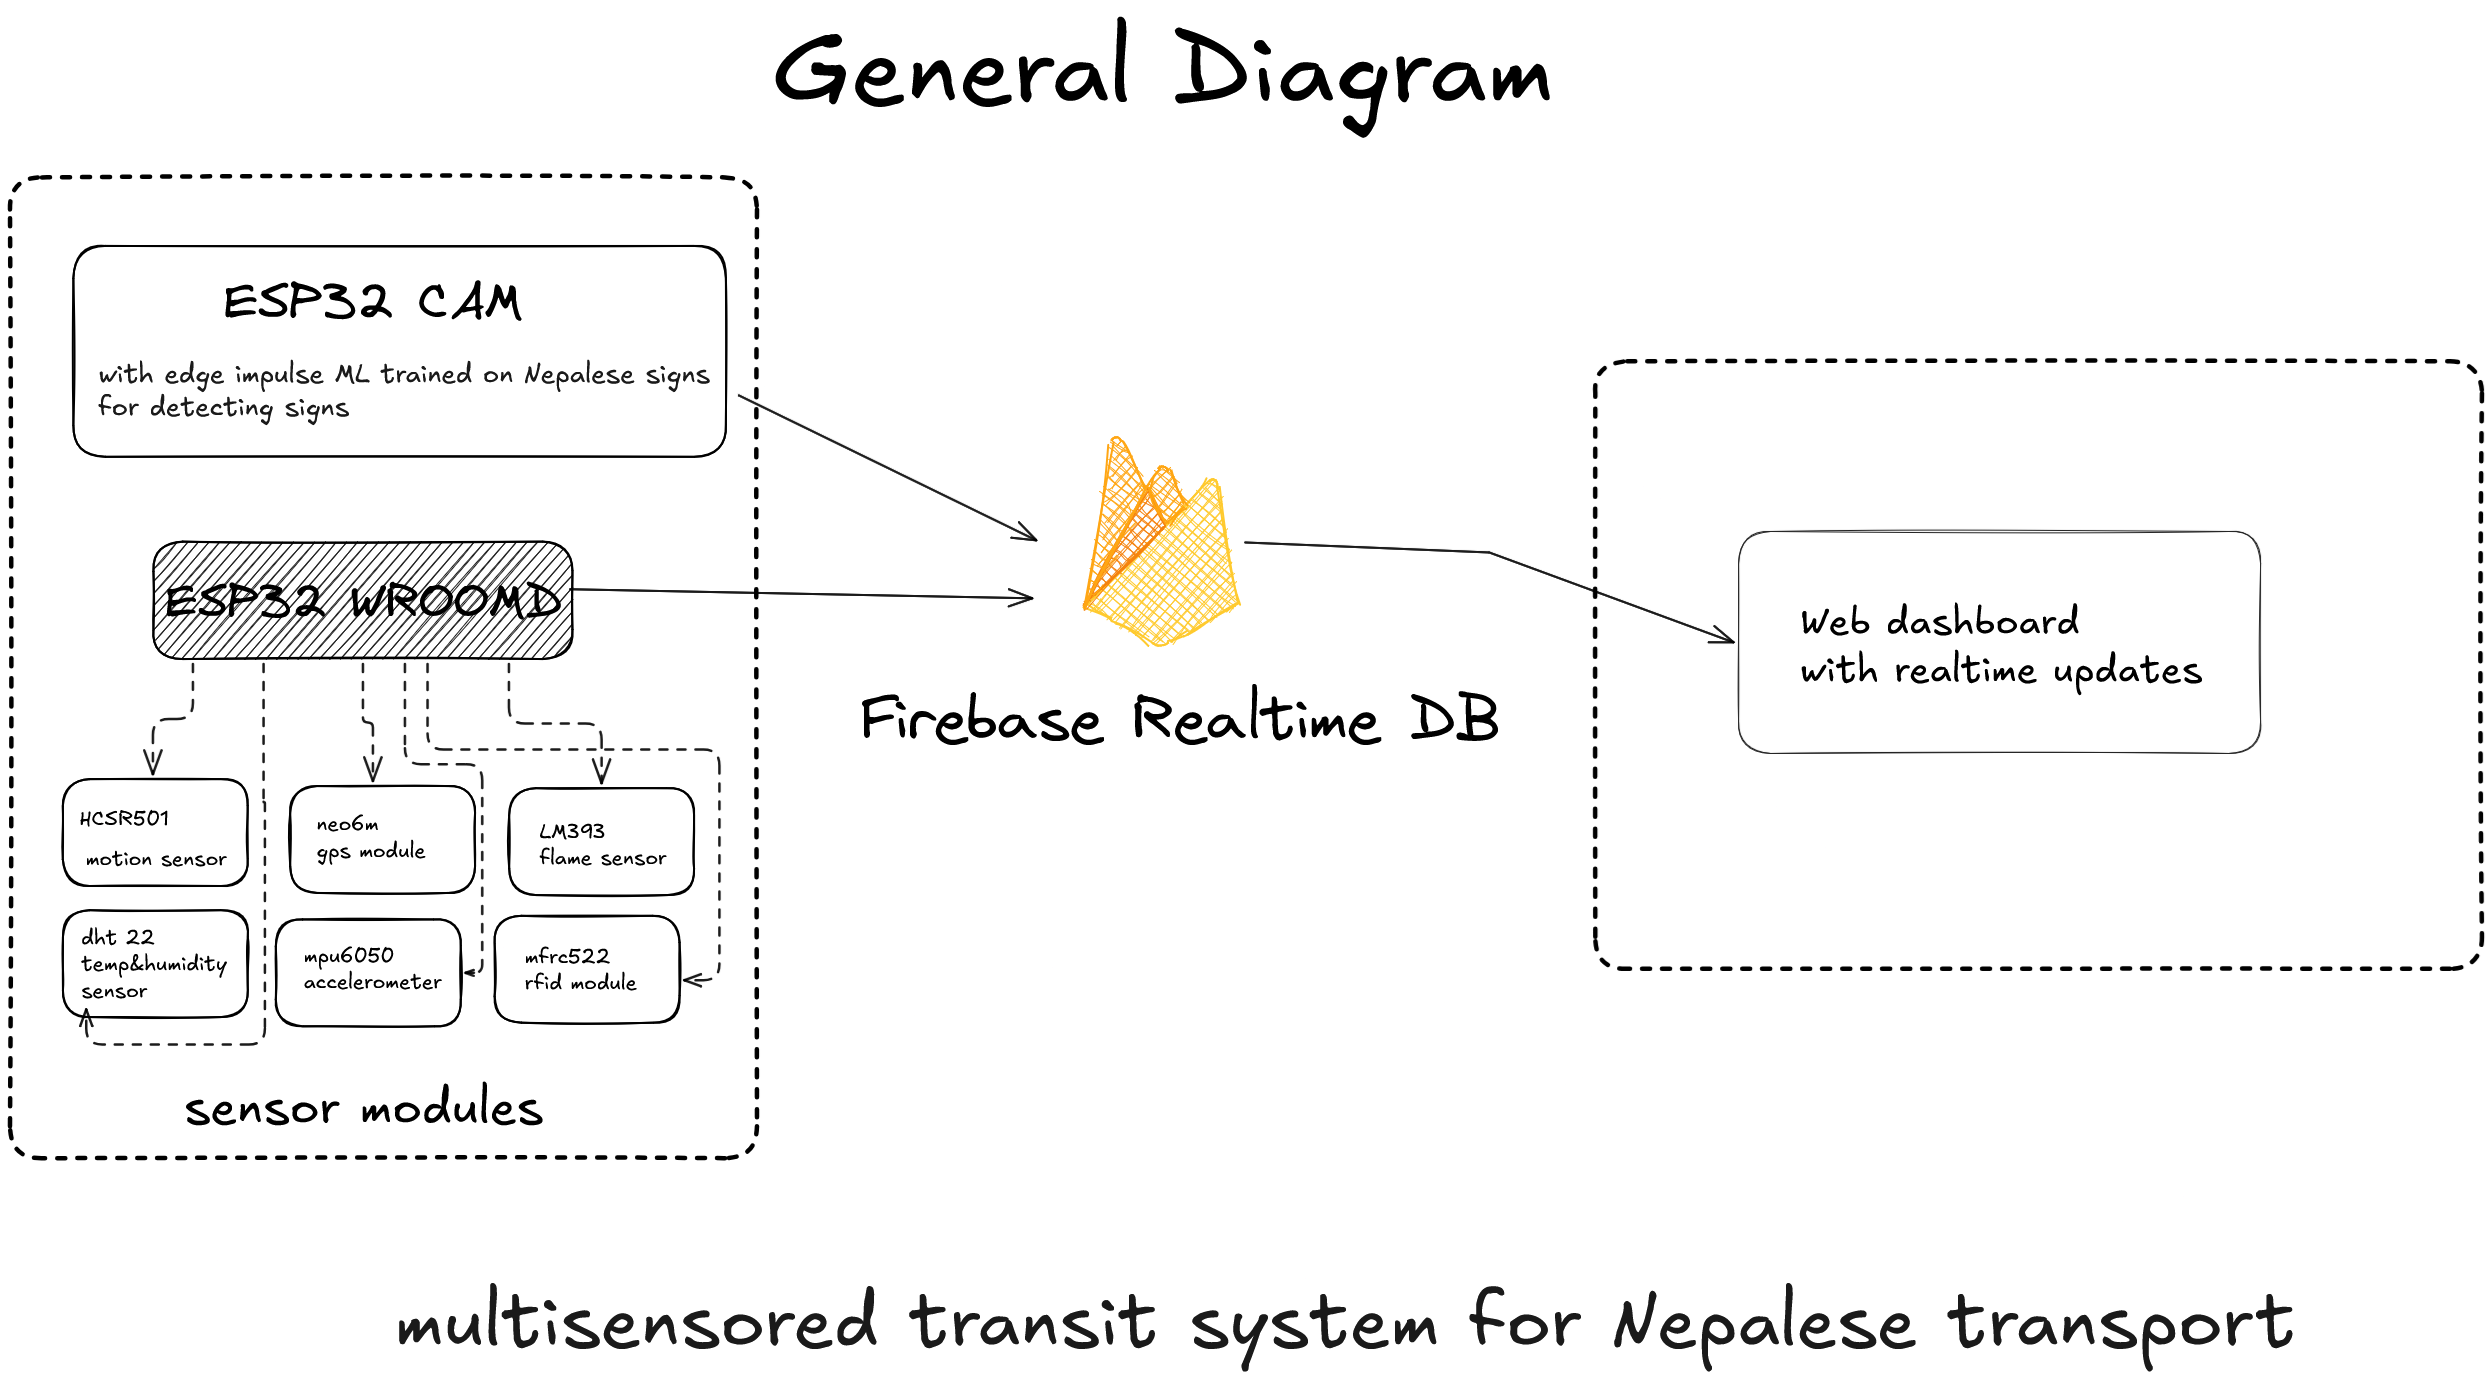 General Diagram
ESP32 CAM
with edge impulse ML trained on Nepalese signs
for detecting signs
ESP32 WROOMD
HCSR501
motion sensor
neo6m
gps module
LM393
flame sensor
dht 22
temp&humidity
sensor
mpu6050
accelerometer
mfrc522
rfid module
sensor modules
Firebase Realtime DB
Web dashboard
with realtime updates
multisensored transit system for Nepalese transport